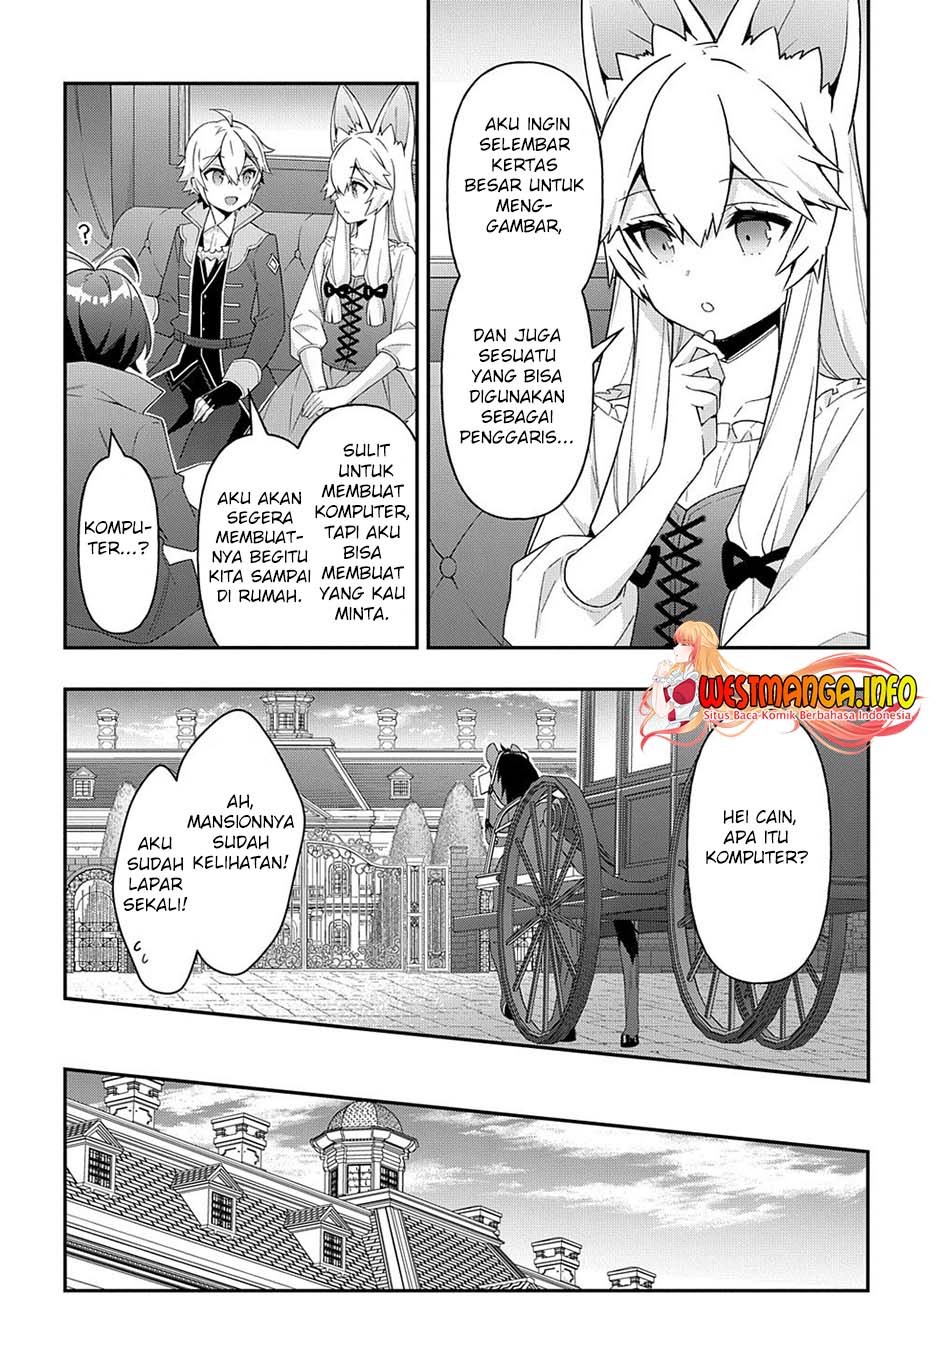 AKU INGIN
SELEMBAR
KERTAS
BESAR UNTUK
MENG-
GAMBAR,
DAN JUGA
SESUATU
YANG BISA
DIGUNAKAN
SEBAGAI
PENGGARIS...
SULIT
UNTUK
MEMBUAT
KOMPUTER,
TAPI AKU
BISA
MEMBUAT
YANG KAU
MINTA.
AKU AKAN
SEGERA
MEMBUAT-
NYA BEGITU
KITA SAMPAI
DI RUMAH.
?
KOMPU-
TER...?
WESTMANGA.INFO
Situs Baca Komik Berbahasa Indonesia
HEI CAIN,
APA ITU
KOMPUTER?
AH,
MANSIONNYA
SUDAH
KELIHATAN!
AKU
SUDAH
LAPAR
SEKALI!